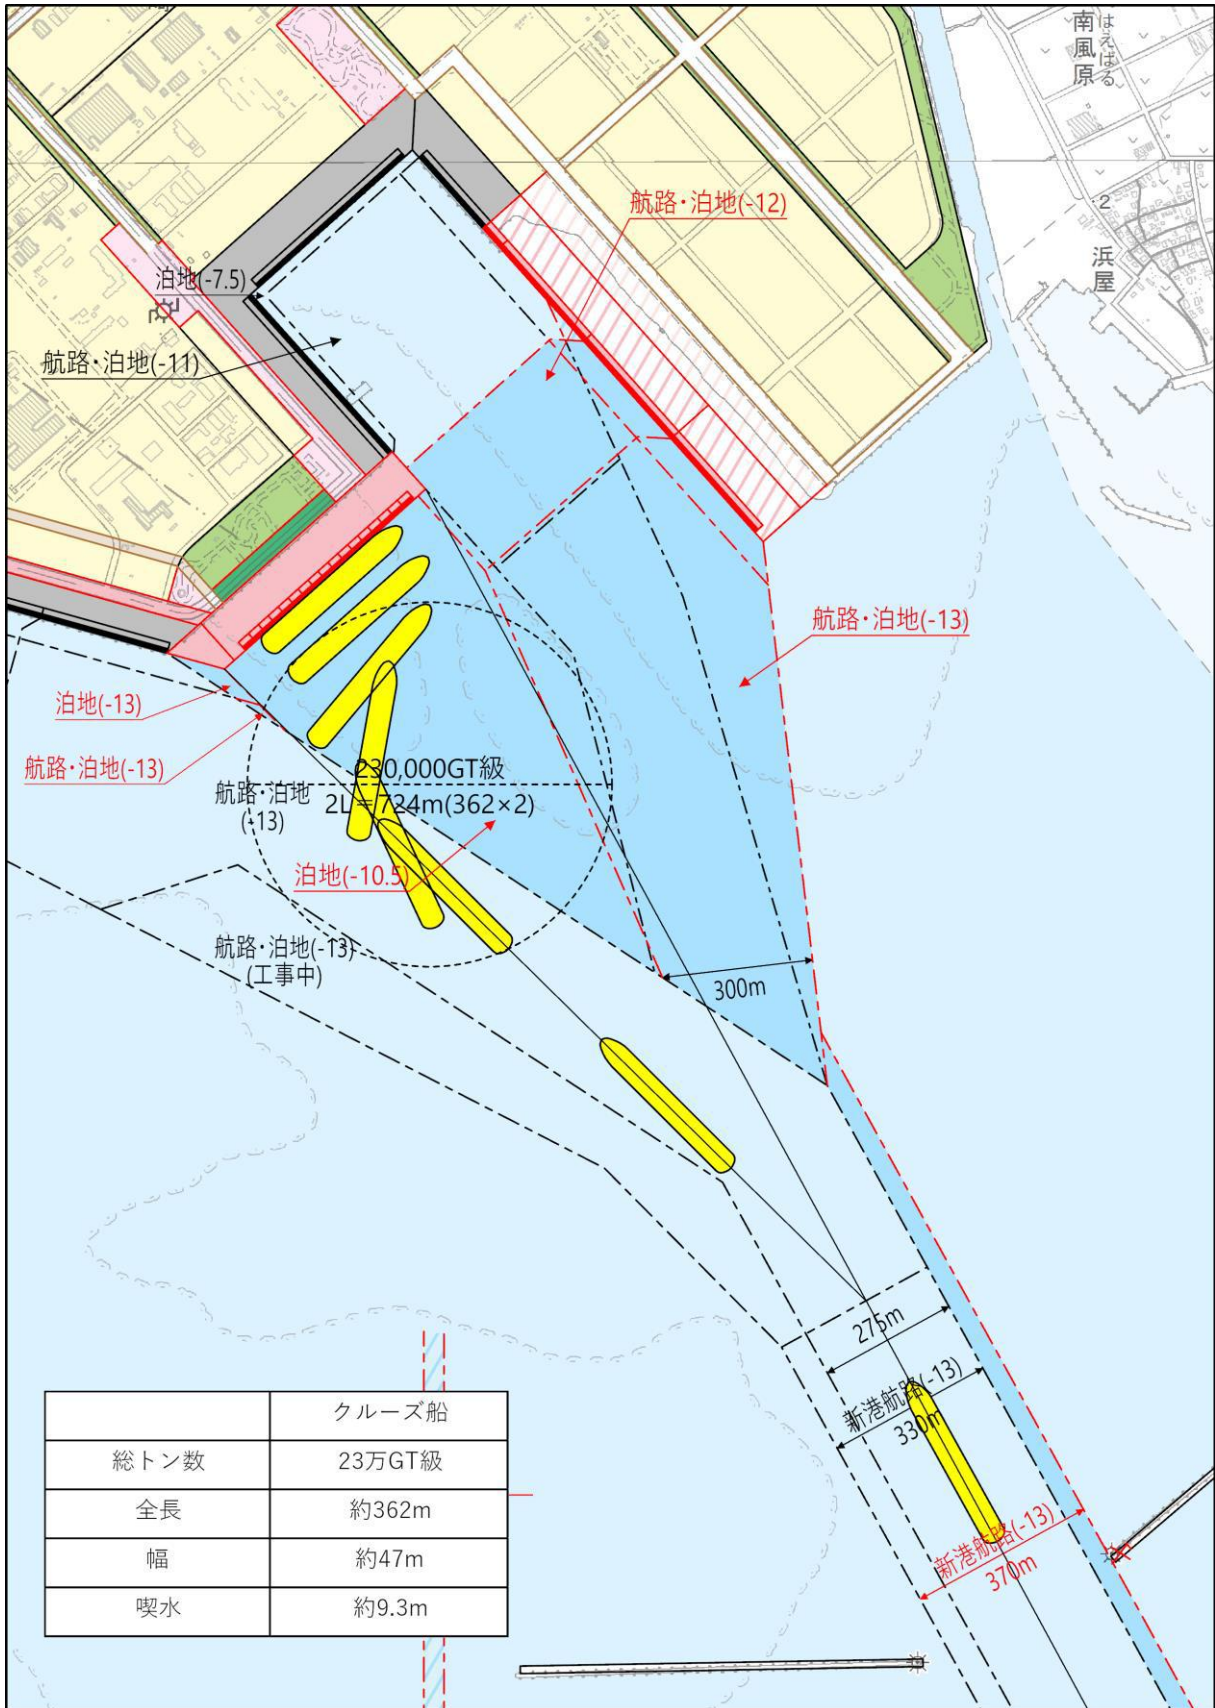 南風原
はえばる
2
浜屋
航路・泊地(-12)
泊地(-7.5)
航路・泊地(-11)
航路・泊地(-13)
泊地(-13)
航路・泊地(-13)
航路・泊地
(-13)
230,000GT級
2L=724m(362×2)
泊地(-10.5)
航路・泊地(-13)
(工事中)
300m
275m
新港航路(-13)
330m
新港航路(-13)
370m
クルーズ船
総トン数 23万GT級
全長 約362m
幅 約47m
喫水 約9.3m